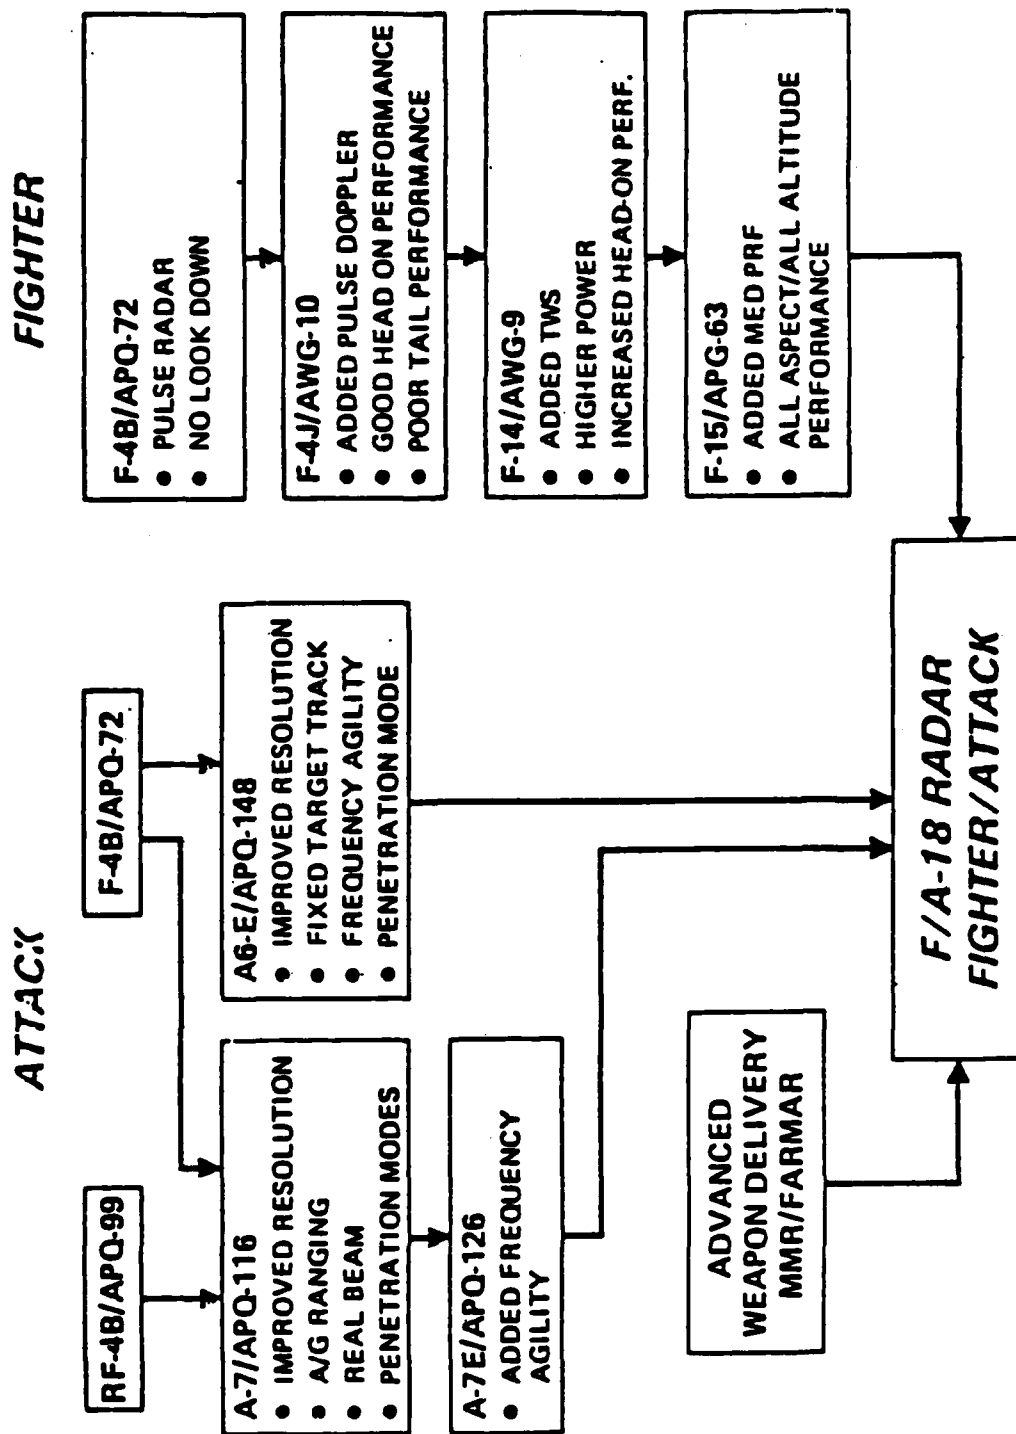 ATTACK
RF-4B/APQ-99
F-4B/APQ-72
A-7/APQ-116
● IMPROVED RESOLUTION
● A/G RANGING
● REAL BEAM
● PENETRATION MODES
A6-E/APQ-148
● IMPROVED RESOLUTION
● FIXED TARGET TRACK
● FREQUENCY AGILITY
● PENETRATION MODE
A-7E/APQ-126
● ADDED FREQUENCY
AGILITY
ADVANCED
WEAPON DELIVERY
MMR/FARMAR
FIGHTER
F-4B/APQ-72
● PULSE RADAR
● NO LOOK DOWN
F-4J/AWG-10
● ADDED PULSE DOPPLER
● GOOD HEAD ON PERFORMANCE
● POOR TAIL PERFORMANCE
F-14/AWG-9
● ADDED TWS
● HIGHER POWER
● INCREASED HEAD-ON PERF.
F-15/APG-63
● ADDED MED PRF
● ALL ASPECT/ALL ALTITUDE
PERFORMANCE
F/A-18 RADAR
FIGHTER/ATTACK